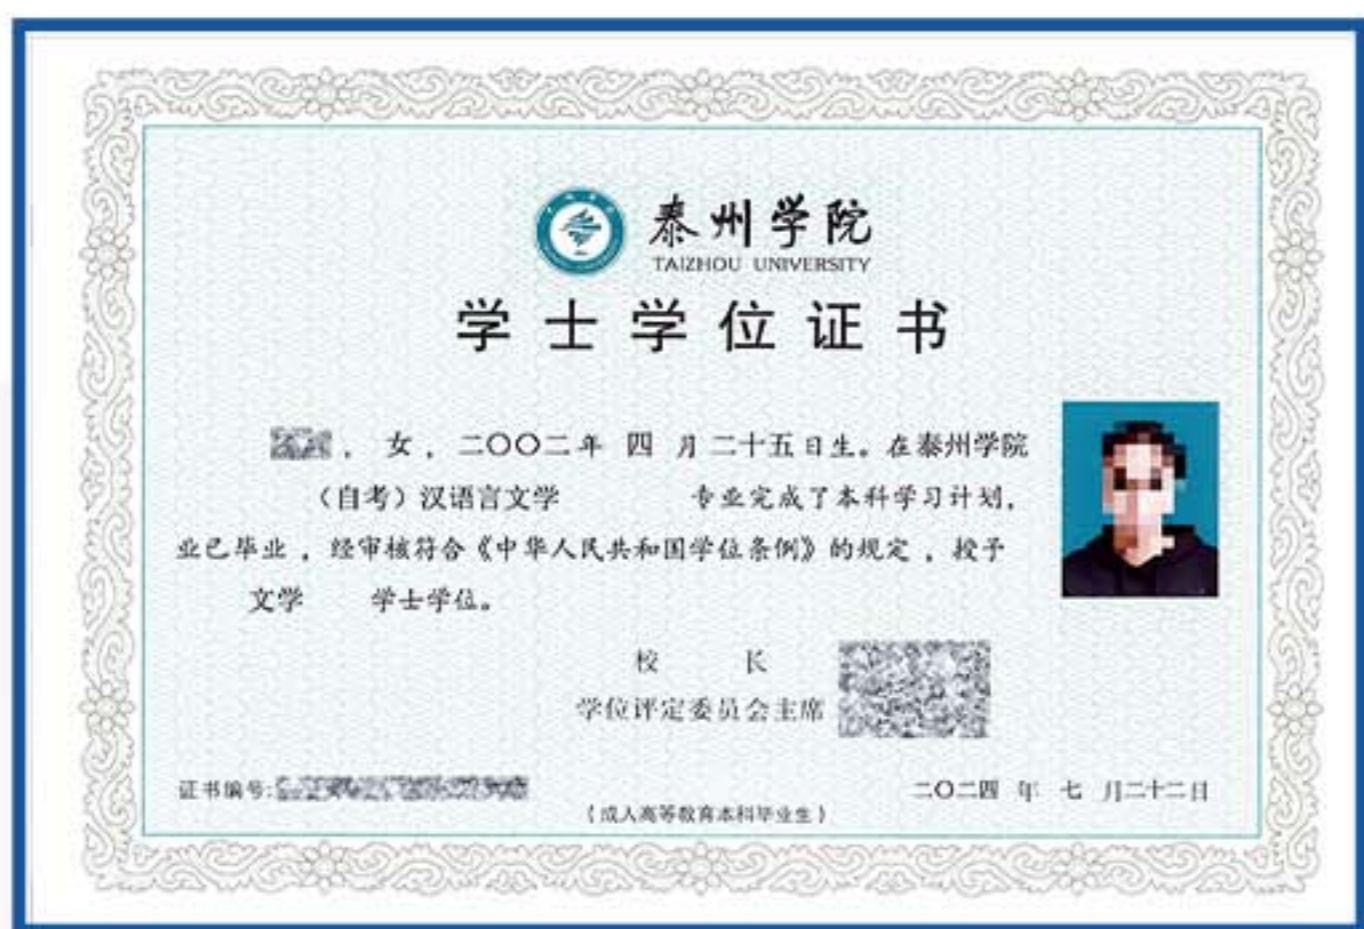 泰州学院
TAIZHOU UNIVERSITY
学士学位证书
， 女 ， 二〇〇二年 四 月二十五日生。在泰州学院
（自考）汉语言文学 专业完成了本科学习计划，
业已毕业 ， 经审核符合《中华人民共和国学位条例》的规定 ， 授予
文学 学士学位。
校 长
学位评定委员会主席
证书编号:
二〇二四 年 七 月二十二日
(成人高等教育本科毕业生)